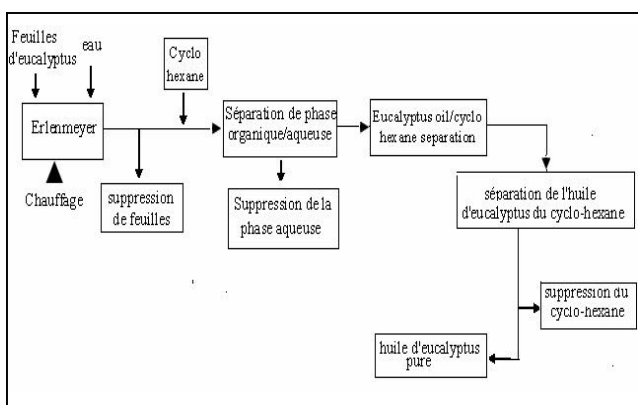 Feuilles
d'eucalyptus
eau
Cyclo
hexane
Erlenmeyer
Séparation de phase
organique/aqueuse
Eucalyptus oil/cyclo
hexane separation
Chauffage
suppression
de feuilles
Suppression de la
phase aqueuse
séparation de l'huile
d'eucalyptus du cyclo-hexane
suppression du
cyclo-hexane
huile d'eucalyptus
pure